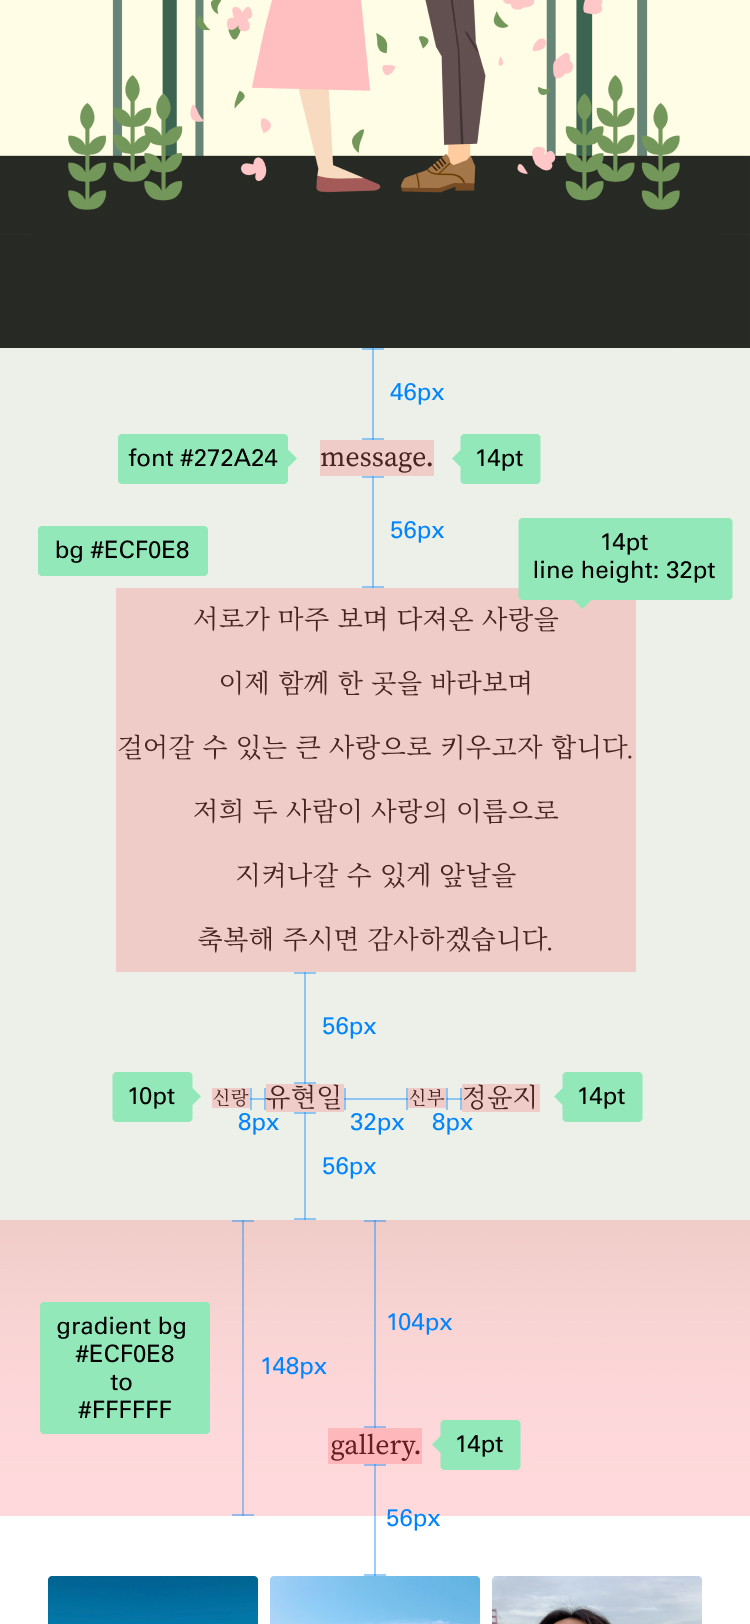 46px
font #272A24
message.
14pt
56px
bg #ECF0E8
14pt
line height: 32pt
서로가 마주 보며 다져온 사랑을
이제 함께 한 곳을 바라보며
걸어갈 수 있는 큰 사랑으로 키우고자 합니다.
저희 두 사람이 사랑의 이름으로
지켜나갈 수 있게 앞날을
축복해 주시면 감사하겠습니다.
56px
10pt
신랑 유현일 신부 정윤지
14pt
8px 32px 8px
56px
gradient bg
#ECF0E8
to
#FFFFFF
104px
148px
gallery.
14pt
56px